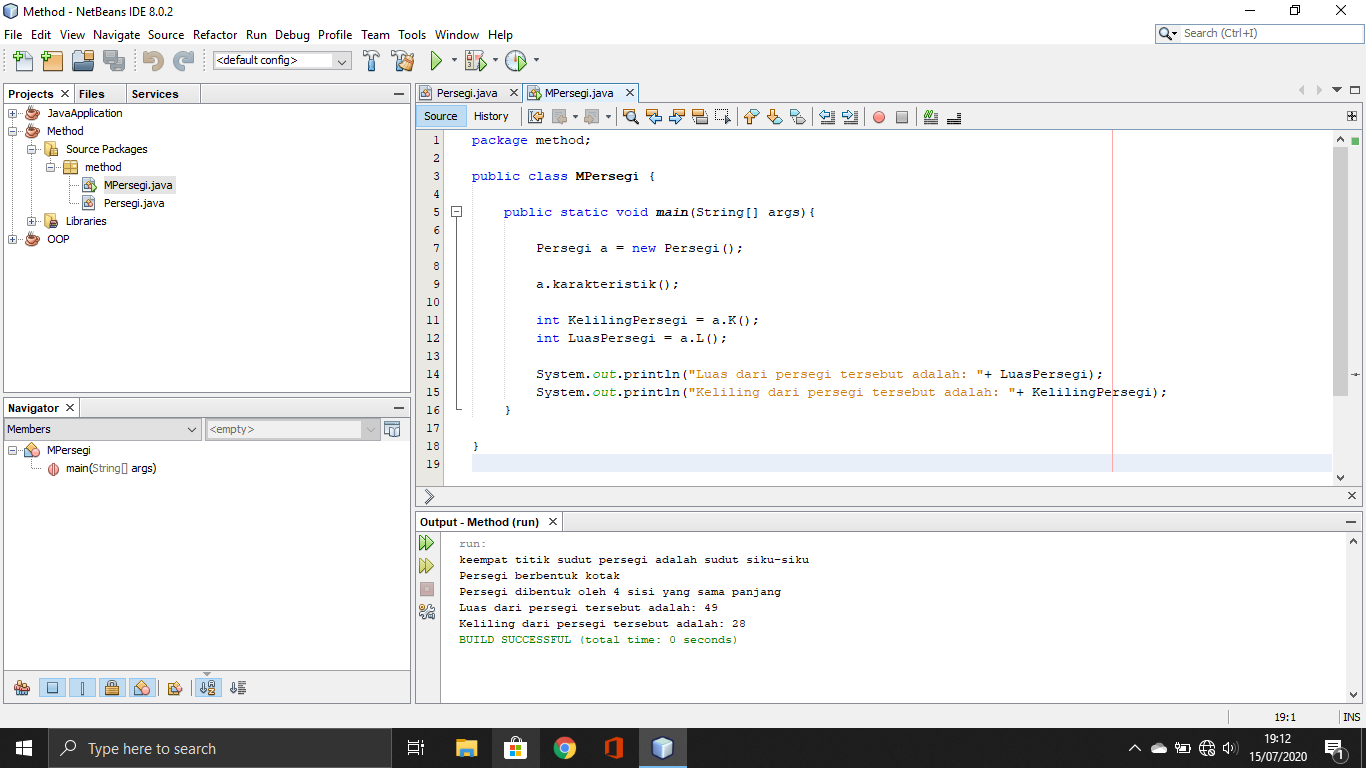 Method - NetBeans IDE 8.0.2
File Edit View Navigate Source Refactor Run Debug Profile Team Tools Window Help
Search (Ctrl+I)
<default config>
Projects Files Services
JavaApplication
Method
Source Packages
method
MPersegi.java
Persegi.java
Libraries
OOP
Navigator
Members <empty>
MPersegi
main(String[] args)
Persegi.java MPersegi.java
Source History
1 package method;
2
3 public class MPersegi {
4
5 public static void main(String[] args){
6
7 Persegi a = new Persegi();
8
9 a.karakteristik();
10
11 int KelilingPersegi = a.K();
12 int LuasPersegi = a.L();
13
14 System.out.println("Luas dari persegi tersebut adalah: "+ LuasPersegi);
15 System.out.println("Keliling dari persegi tersebut adalah: "+ KelilingPersegi);
16 }
17
18 }
19
Output - Method (run)
run:
keempat titik sudut persegi adalah sudut siku-siku
Persegi berbentuk kotak
Persegi dibentuk oleh 4 sisi yang sama panjang
Luas dari persegi tersebut adalah: 49
Keliling dari persegi tersebut adalah: 28
BUILD SUCCESSFUL (total time: 0 seconds)
19:1 INS
Type here to search
19:12
15/07/2020
1